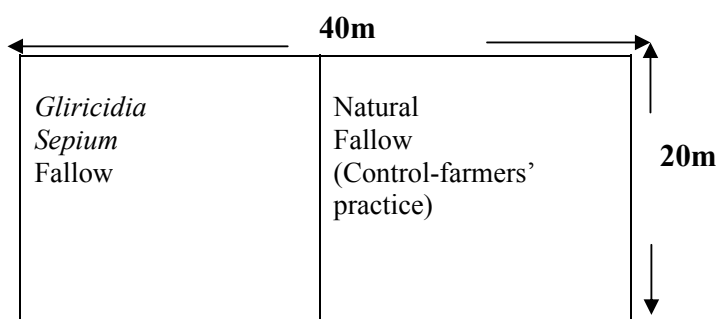 40m
Gliricidia
Sepium
Fallow
Natural
Fallow
(Control-farmers’
practice)
20m